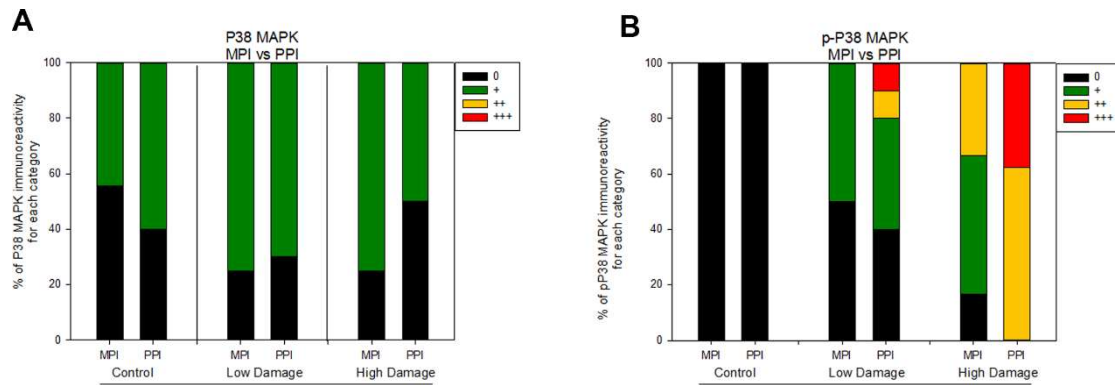 A
P38 MAPK
MPI vs PPI
% of P38 MAPK immunoreactivity
for each category
100
80
60
40
20
0
0
+
++
+++
MPI PPI MPI PPI MPI PPI
Control Low Damage High Damage
B
p-P38 MAPK
MPI vs PPI
% of pP38 MAPK immunoreactivity
for each category
100
80
60
40
20
0
0
+
++
+++
MPI PPI MPI PPI MPI PPI
Control Low Damage High Damage